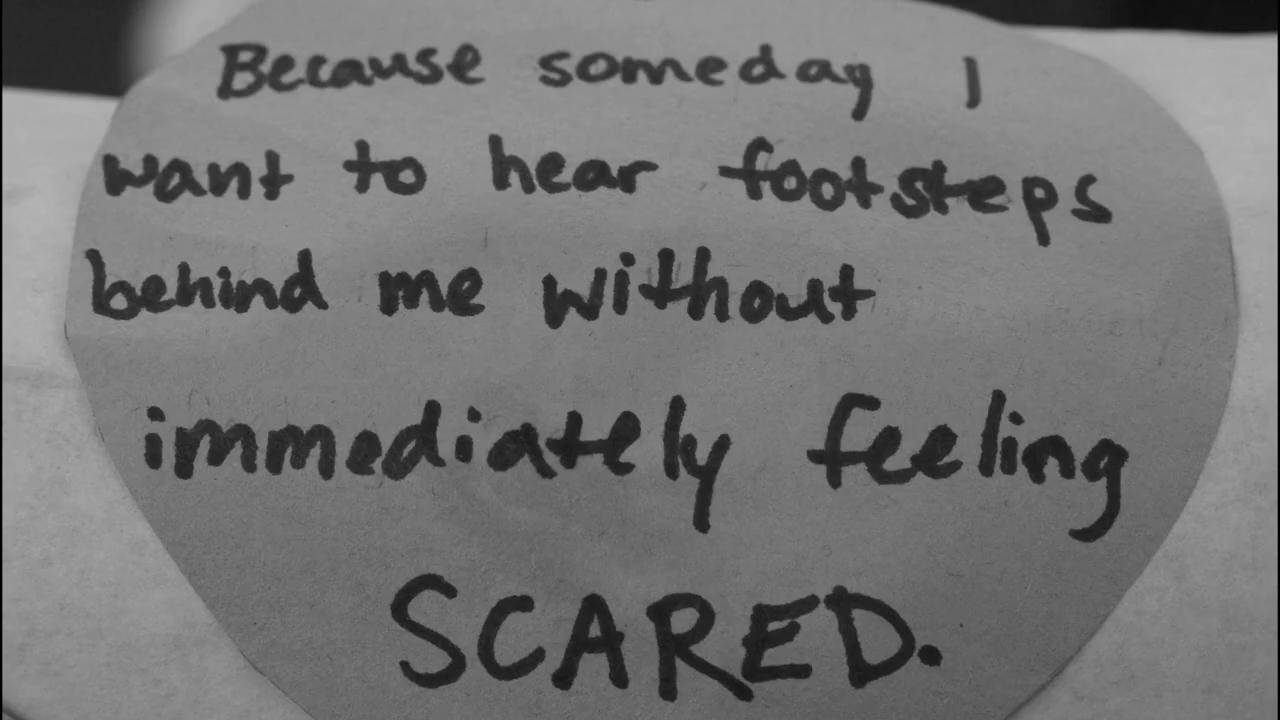 Because someday I
want to hear footsteps
behind me without
immediately feeling
SCARED.